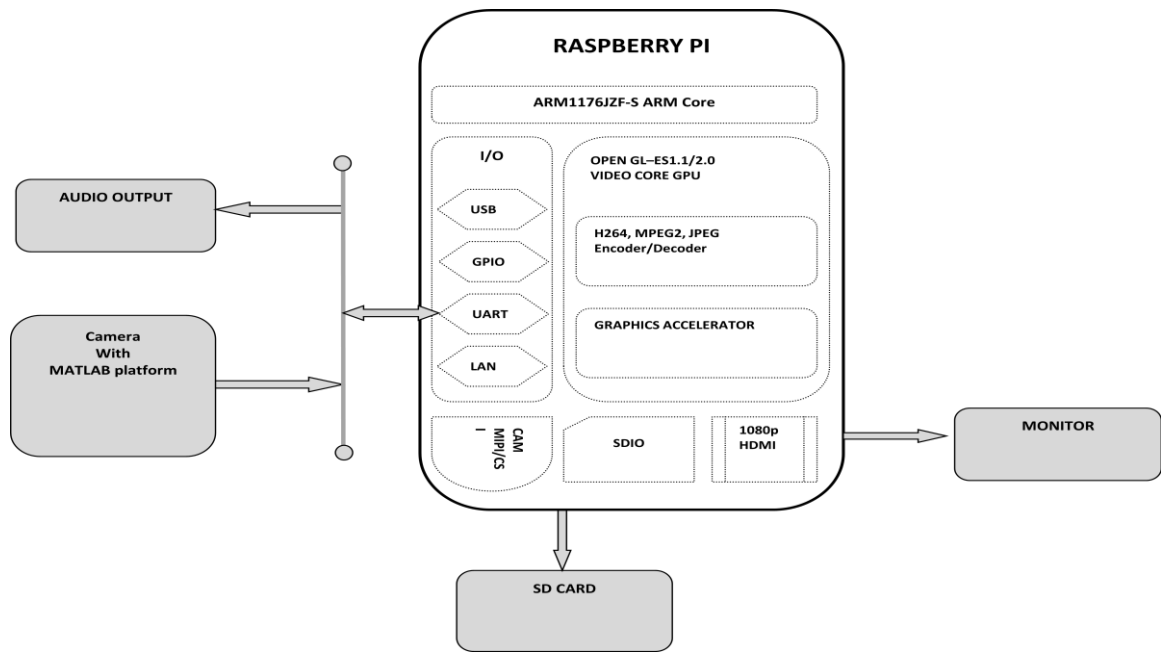 RASPBERRY PI
ARM1176JZF-S ARM Core
I/O
USB
GPIO
UART
LAN
OPEN GL–ES1.1/2.0
VIDEO CORE GPU
H264, MPEG2, JPEG
Encoder/Decoder
GRAPHICS ACCELERATOR
CAM
MIPI/CS
I
SDIO
1080p
HDMI
AUDIO OUTPUT
Camera
With
MATLAB platform
MONITOR
SD CARD